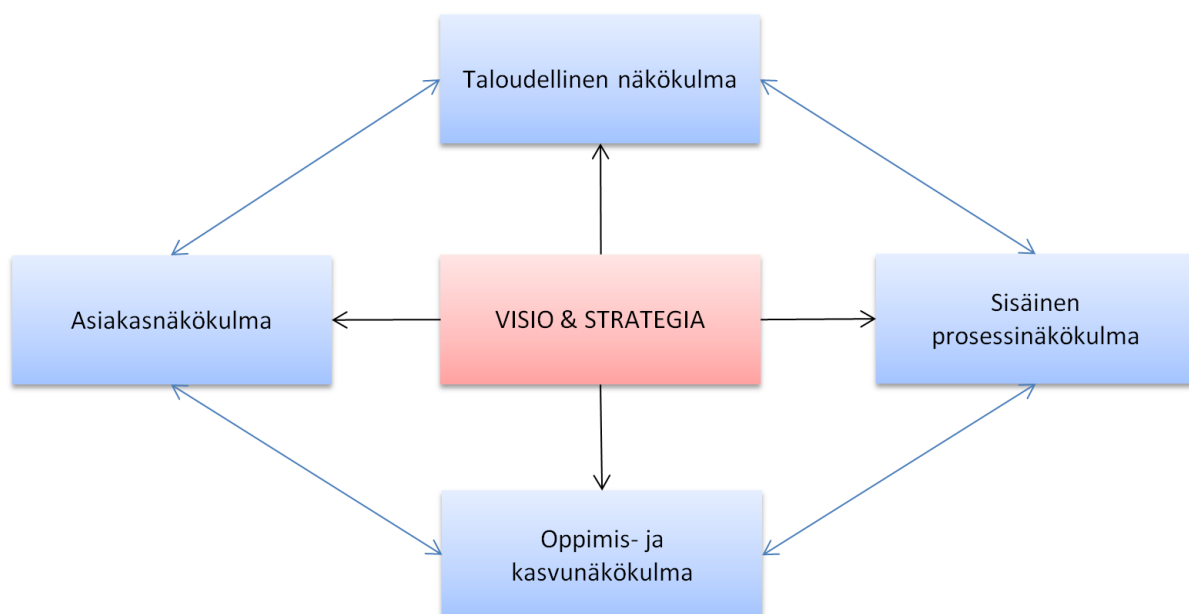 Taloudellinen näkökulma
Asiakasnäkökulma
VISIO & STRATEGIA
Sisäinen
prosessinäkökulma
Oppimis- ja
kasvunäkökulma